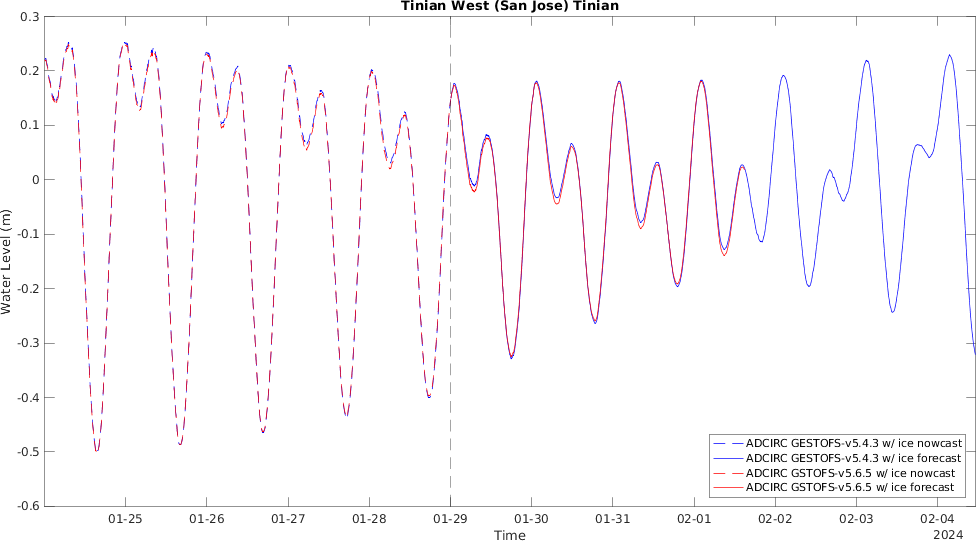 Tinian West (San Jose) Tinian
0.3
0.2
0.1
0
-0.1
-0.2
-0.3
-0.4
-0.5
-0.6
Water Level (m)
ADCIRC GESTOFS-v5.4.3 w/ ice nowcast
ADCIRC GESTOFS-v5.4.3 w/ ice forecast
ADCIRC GSTOFS-v5.6.5 w/ ice nowcast
ADCIRC GSTOFS-v5.6.5 w/ ice forecast
01-25 01-26 01-27 01-28 01-29 01-30 01-31 02-01 02-02 02-03 02-04
Time
2024